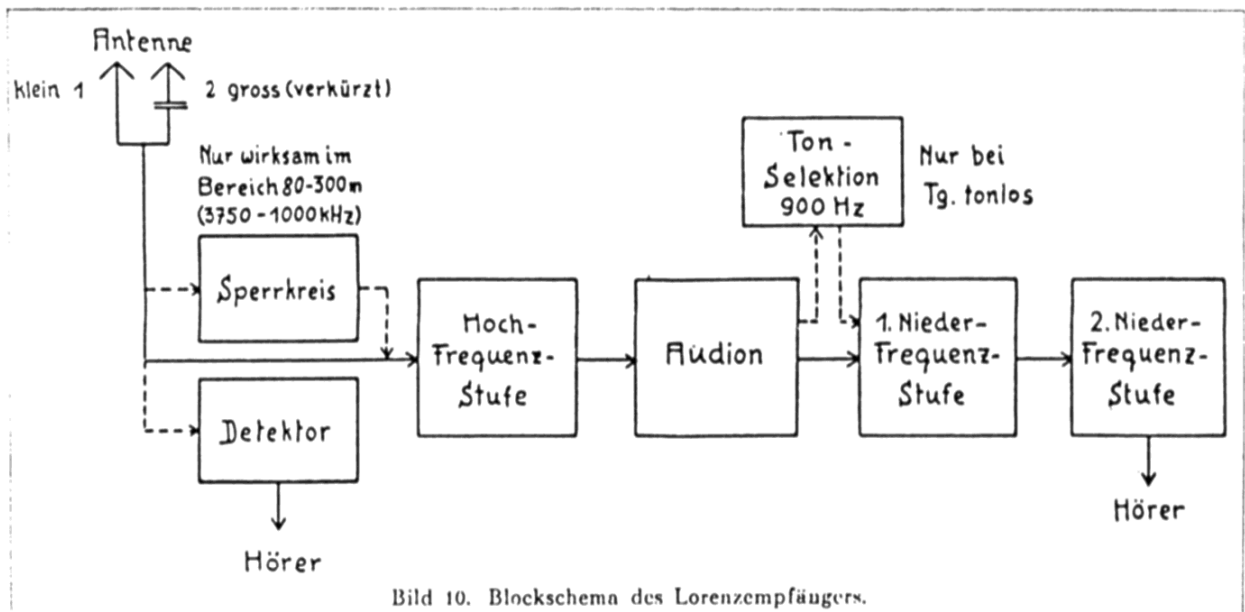 Antenne
klein 1
2 gross (verkürzt)
Nur wirksam im
Bereich 80-300m
(3750-1000kHz)
Sperrkreis
Detektor
Hörer
Hoch-
Frequenz-
Stufe
Audion
Ton-
Selektion
900 Hz
Nur bei
Tg. tonlos
1. Nieder-
Frequenz-
Stufe
2. Nieder-
Frequenz-
Stufe
Hörer
Bild 10. Blockschema des Lorenzempfängers.